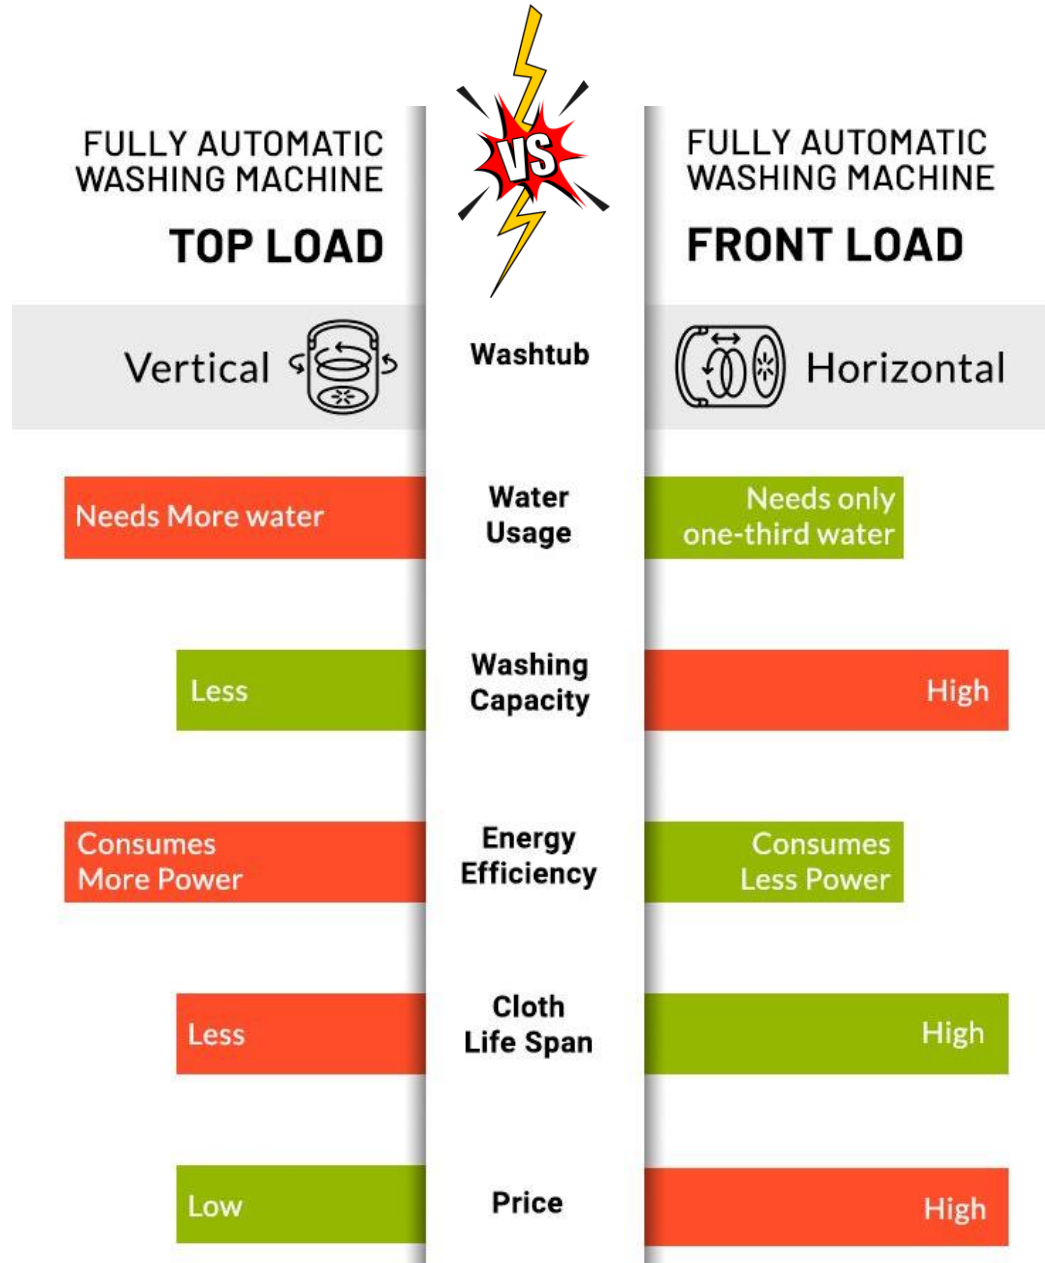 VS
FULLY AUTOMATIC
WASHING MACHINE
TOP LOAD
FULLY AUTOMATIC
WASHING MACHINE
FRONT LOAD
Vertical
Washtub
Horizontal
Needs More water
Water
Usage
Needs only
one-third water
Less
Washing
Capacity
High
Consumes
More Power
Energy
Efficiency
Consumes
Less Power
Less
Cloth
Life Span
High
Low
Price
High